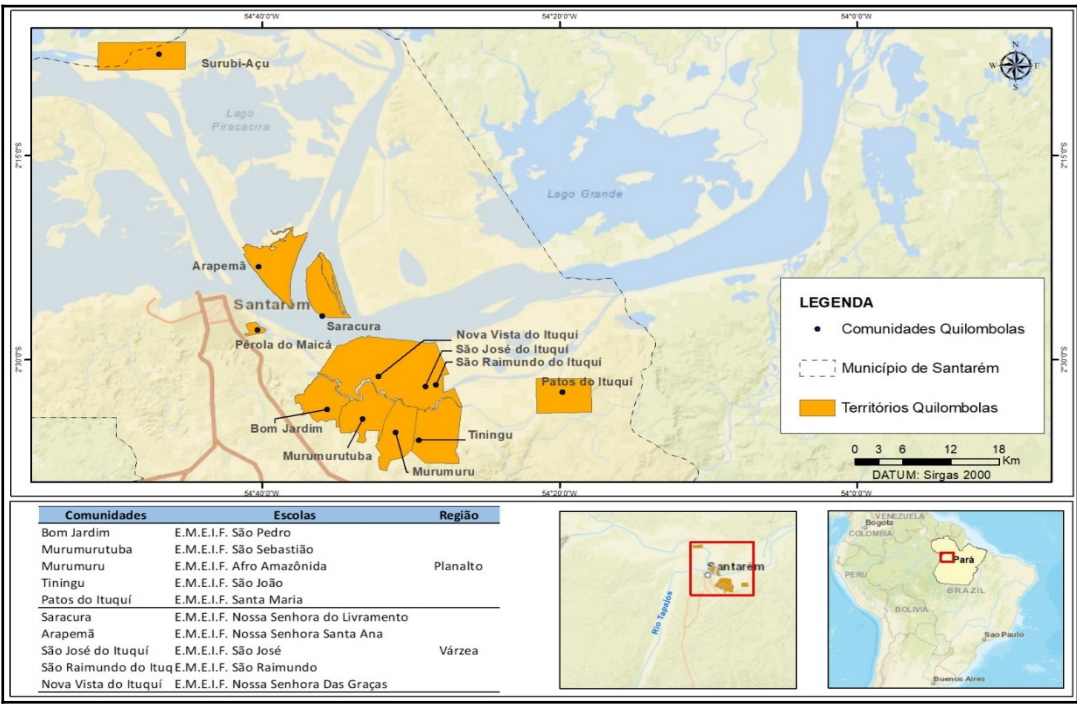 54°40'0"W 54°20'0"W 54°0'0"W
N
W E
S
Surubi-Açu
Lago
Piracacira
2°15'0"S 2°15'0"S
Lago Grande
Arapemã
Santarém
Saracura
Pérola do Maicá
Nova Vista do Ituquí
São José do Ituquí
São Raimundo do Ituquí
2°30'0"S 2°30'0"S
Patos do Ituquí
Bom Jardim
Tiningu
Murumurutuba
Murumuru
LEGENDA
Comunidades Quilombolas
Município de Santarém
Territórios Quilombolas
0 3 6 12 18
Km
DATUM: Sirgas 2000
54°40'0"W 54°20'0"W 54°0'0"W
Comunidades Escolas Região
Bom Jardim E.M.E.I.F. São Pedro
Murumurutuba E.M.E.I.F. São Sebastião
Murumuru E.M.E.I.F. Afro Amazônida Planalto
Tiningu E.M.E.I.F. São João
Patos do Ituquí E.M.E.I.F. Santa Maria
Saracura E.M.E.I.F. Nossa Senhora do Livramento
Arapemã E.M.E.I.F. Nossa Senhora Santa Ana
São José do Ituquí E.M.E.I.F. São José Várzea
São Raimundo do Ituq E.M.E.I.F. São Raimundo
Nova Vista do Ituquí E.M.E.I.F. Nossa Senhora Das Graças
Santarém
Rio Tapajós
VENEZUELA
Bogota
COLOMBIA
Pará
PERU
BRAZIL
BOLIVIA
Sao Paulo
Buenos Aires